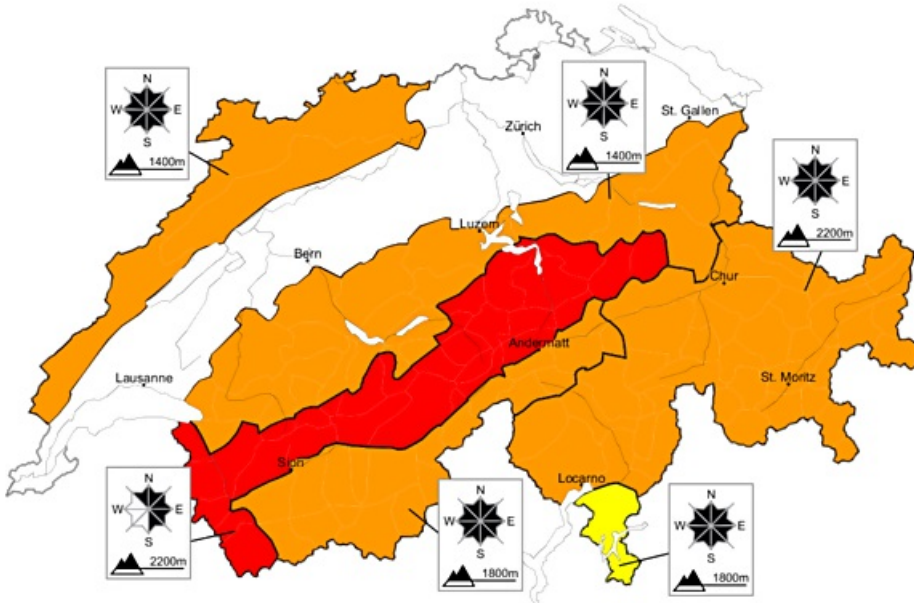 N
W E
S
1400m
N
W E
S
1400m
St. Gallen
Zürich
N
W E
S
2200m
Luzern
Bern
Chur
Andermatt
Lausanne
St. Moritz
Sion
Locarno
N
W E
S
2200m
N
W E
S
1800m
N
W E
S
1800m